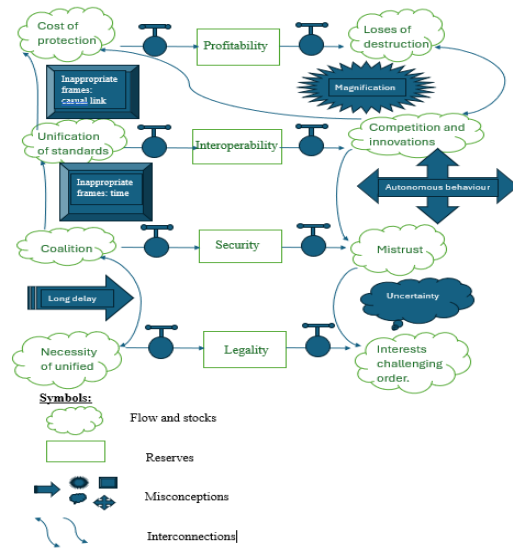 Cost of
protection
Profitability
Loses of
destruction
Inappropriate
frames:
casual link
Magnification
Unification
of standards
Interoperability
Competition and
innovations
Inappropriate
frames: time
Autonomous behaviour
Coalition
Security
Mistrust
Long delay
Uncertainty
Necessity
of unified
Legality
Interests
challenging
order.
Symbols:
Flow and stocks
Reserves
Misconceptions
Interconnections